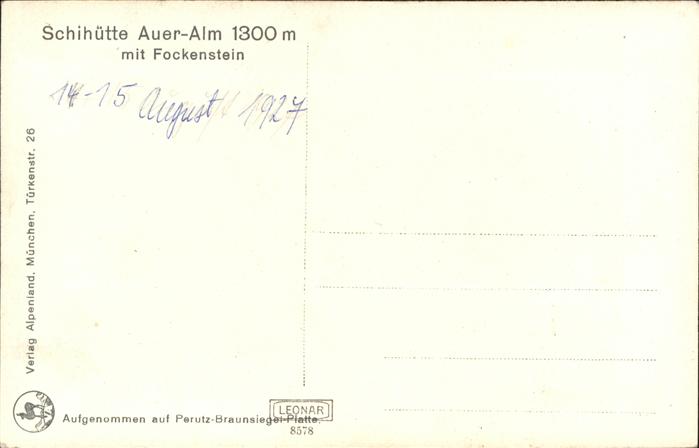 Schihütte Auer-Alm 1300 m
mit Fockenstein
14-15 August 1927
Verlag Alpenland, München, Türkenstr. 26
Aufgenommen auf Perutz-Braunsiegel-Platte.
LEONAR
8578